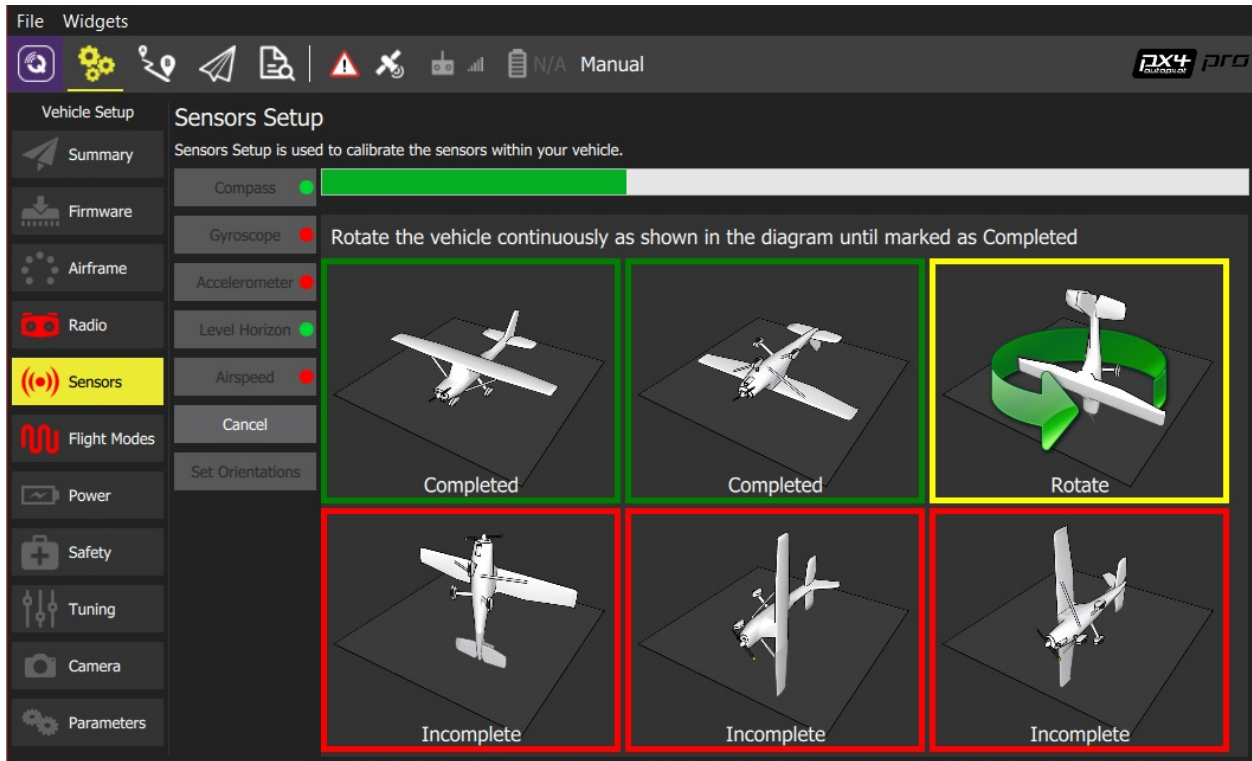 File Widgets
N/A Manual
px4 pro
autopilot
Vehicle Setup
Summary
Firmware
Airframe
Radio
Sensors
Flight Modes
Power
Safety
Tuning
Camera
Parameters
Sensors Setup
Sensors Setup is used to calibrate the sensors within your vehicle.
Compass
Gyroscope
Accelerometer
Level Horizon
Airspeed
Cancel
Set Orientations
Rotate the vehicle continuously as shown in the diagram until marked as Completed
Completed
Completed
Rotate
Incomplete
Incomplete
Incomplete